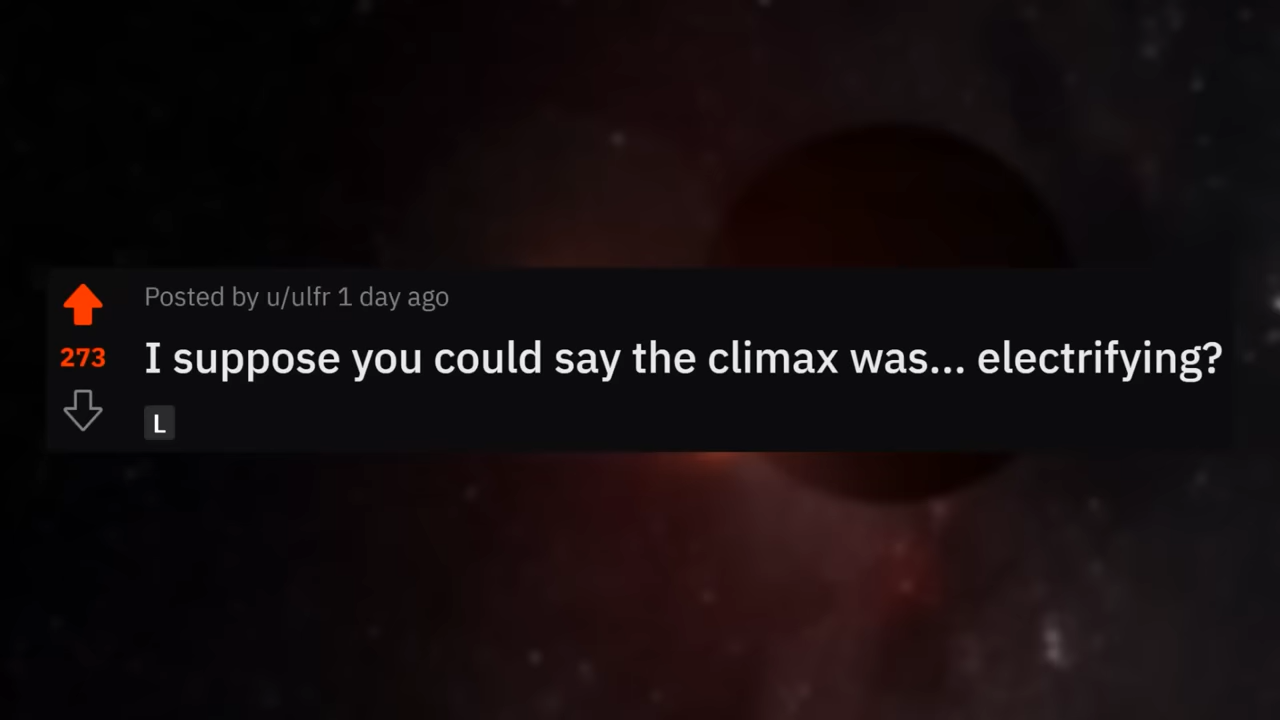 Posted by u/ulfr 1 day ago
273
I suppose you could say the climax was... electrifying?
L